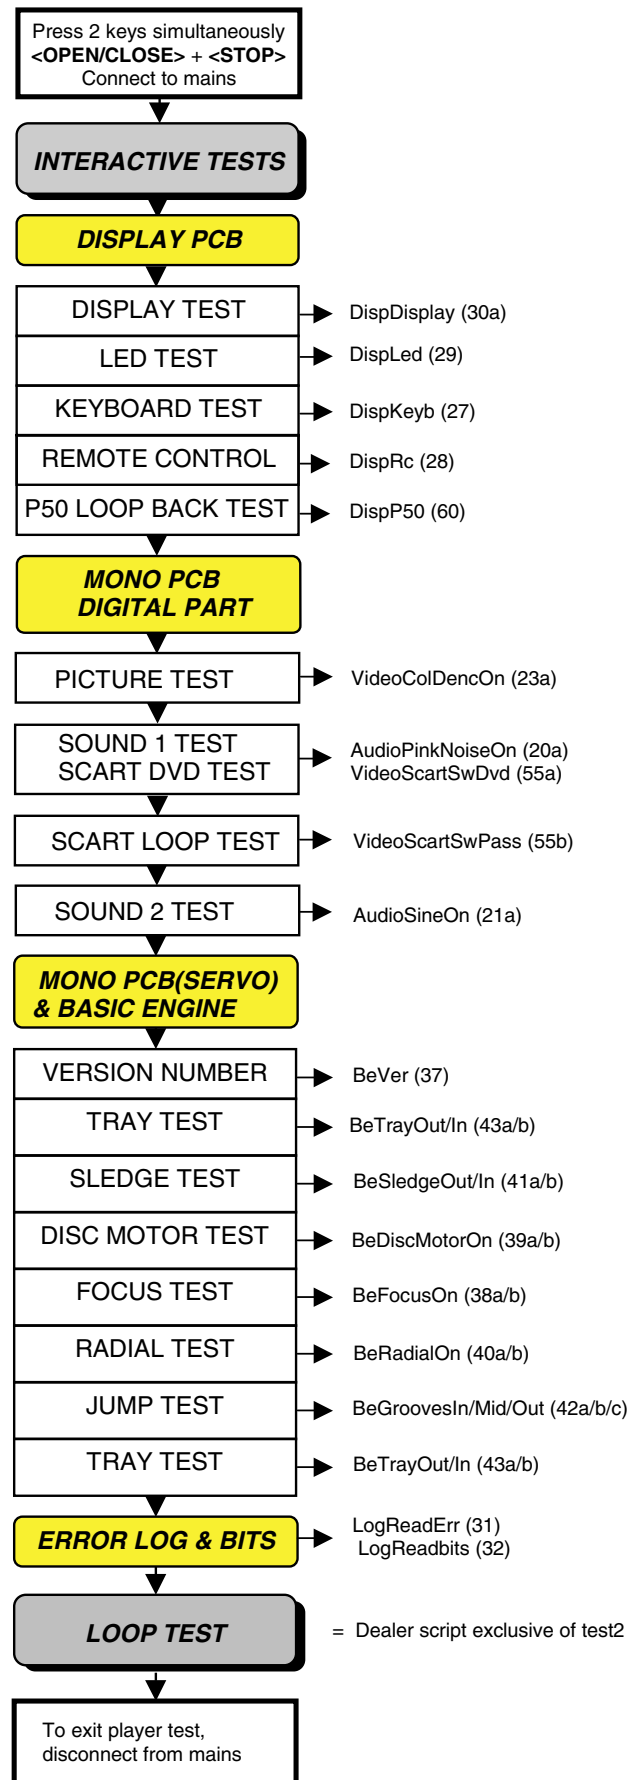 Press 2 keys simultaneously
<OPEN/CLOSE> + <STOP>
Connect to mains
INTERACTIVE TESTS
DISPLAY PCB
DISPLAY TEST
DispDisplay (30a)
LED TEST
DispLed (29)
KEYBOARD TEST
DispKeyb (27)
REMOTE CONTROL
DispRc (28)
P50 LOOP BACK TEST
DispP50 (60)
MONO PCB
DIGITAL PART
PICTURE TEST
VideoColDencOn (23a)
SOUND 1 TEST
SCART DVD TEST
AudioPinkNoiseOn (20a)
VideoScartSwDvd (55a)
SCART LOOP TEST
VideoScartSwPass (55b)
SOUND 2 TEST
AudioSineOn (21a)
MONO PCB(SERVO)
& BASIC ENGINE
VERSION NUMBER
BeVer (37)
TRAY TEST
BeTrayOut/In (43a/b)
SLEDGE TEST
BeSledgeOut/In (41a/b)
DISC MOTOR TEST
BeDiscMotorOn (39a/b)
FOCUS TEST
BeFocusOn (38a/b)
RADIAL TEST
BeRadialOn (40a/b)
JUMP TEST
BeGroovesIn/Mid/Out (42a/b/c)
TRAY TEST
BeTrayOut/In (43a/b)
ERROR LOG & BITS
LogReadErr (31)
LogReadbits (32)
LOOP TEST
= Dealer script exclusive of test2
To exit player test,
disconnect from mains